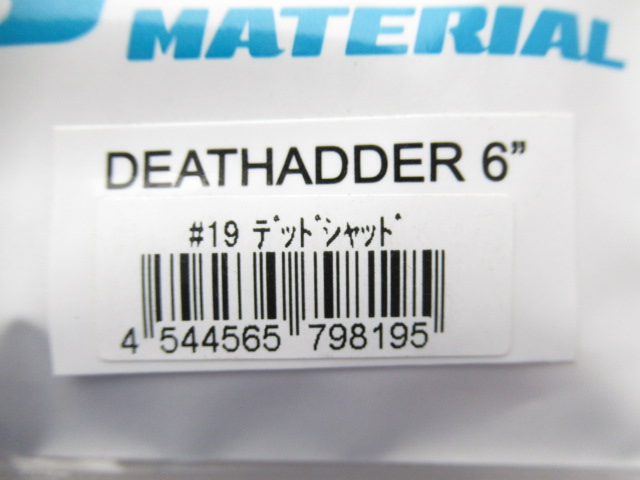 MATERIAL
DEATHADDER 6”
#19 ﾃﾞｯﾄﾞｼｬｯﾄﾞ
4 544565 798195